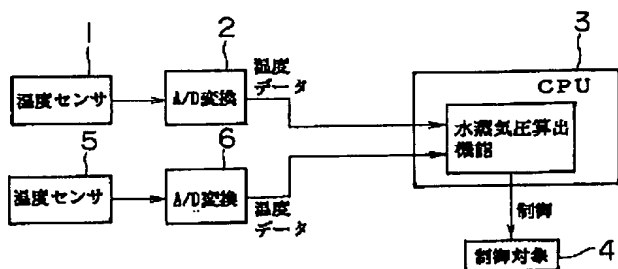 1
2
3
湿度センサ
A/D変換
湿度
データ
CPU
水蒸気圧算出
機能
5
6
温度センサ
A/D変換
温度
データ
制御
制御対象
4